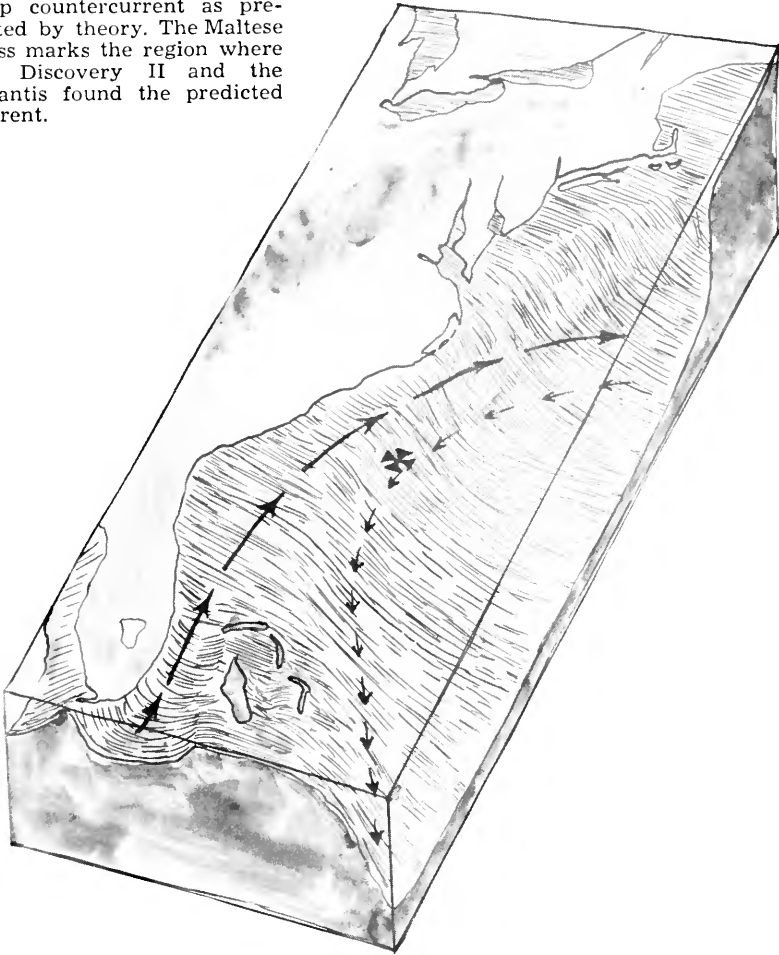 p countercurrent as pre-
ted by theory. The Maltese
ss marks the region where
Discovery II and the
antis found the predicted
rent.